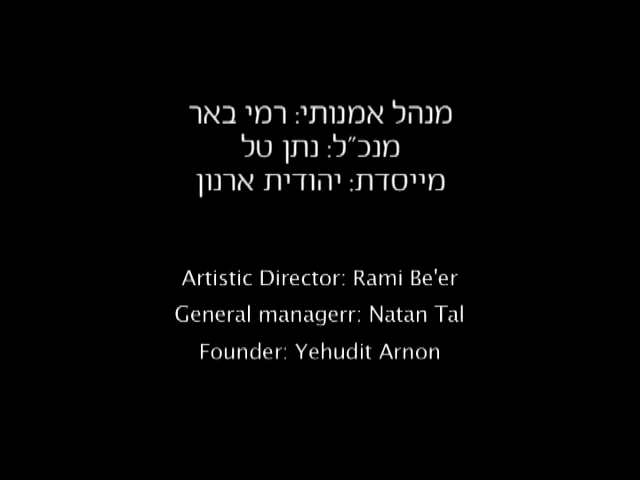 מנהל אמנותי: רמי באר
מנכ"ל: נתן טל
מייסדת: יהודית ארנון
Artistic Director: Rami Be'er
General managerr: Natan Tal
Founder: Yehudit Arnon